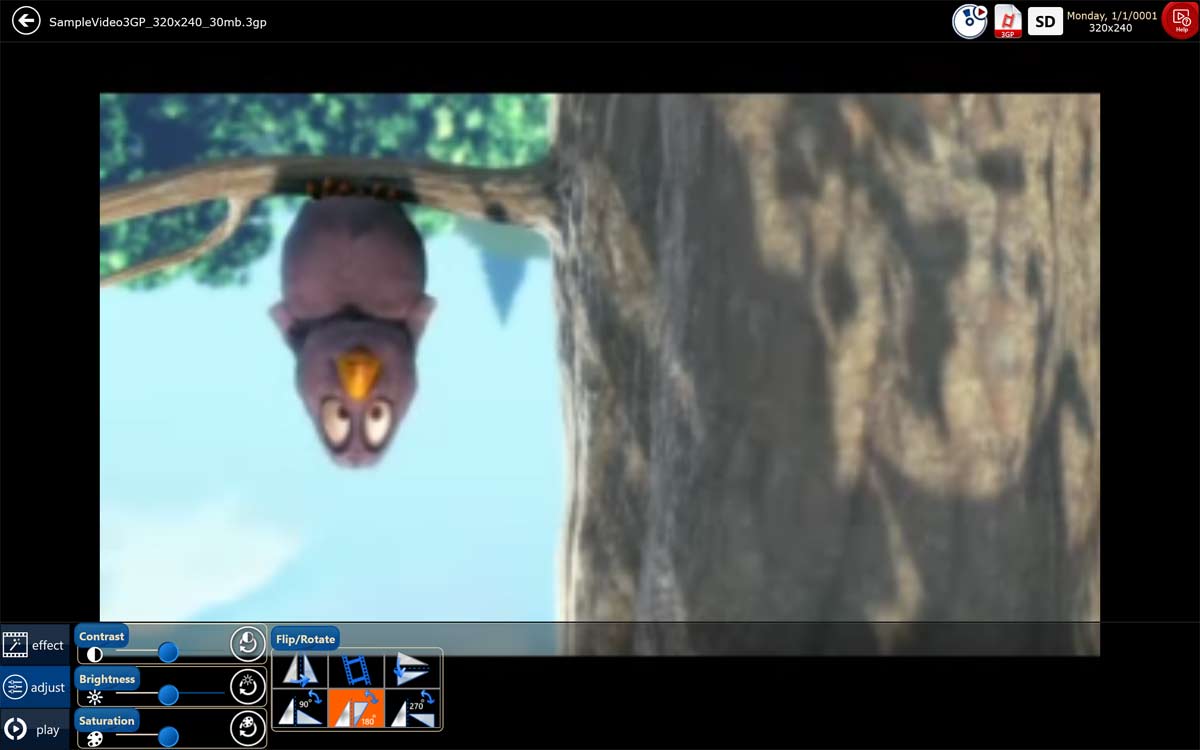 SampleVideo3GP_320x240_30mb.3gp
3GP
SD
Monday, 1/1/0001
320x240
Help
effect
Contrast
Flip/Rotate
adjust
Brightness
90°
180°
270°
play
Saturation